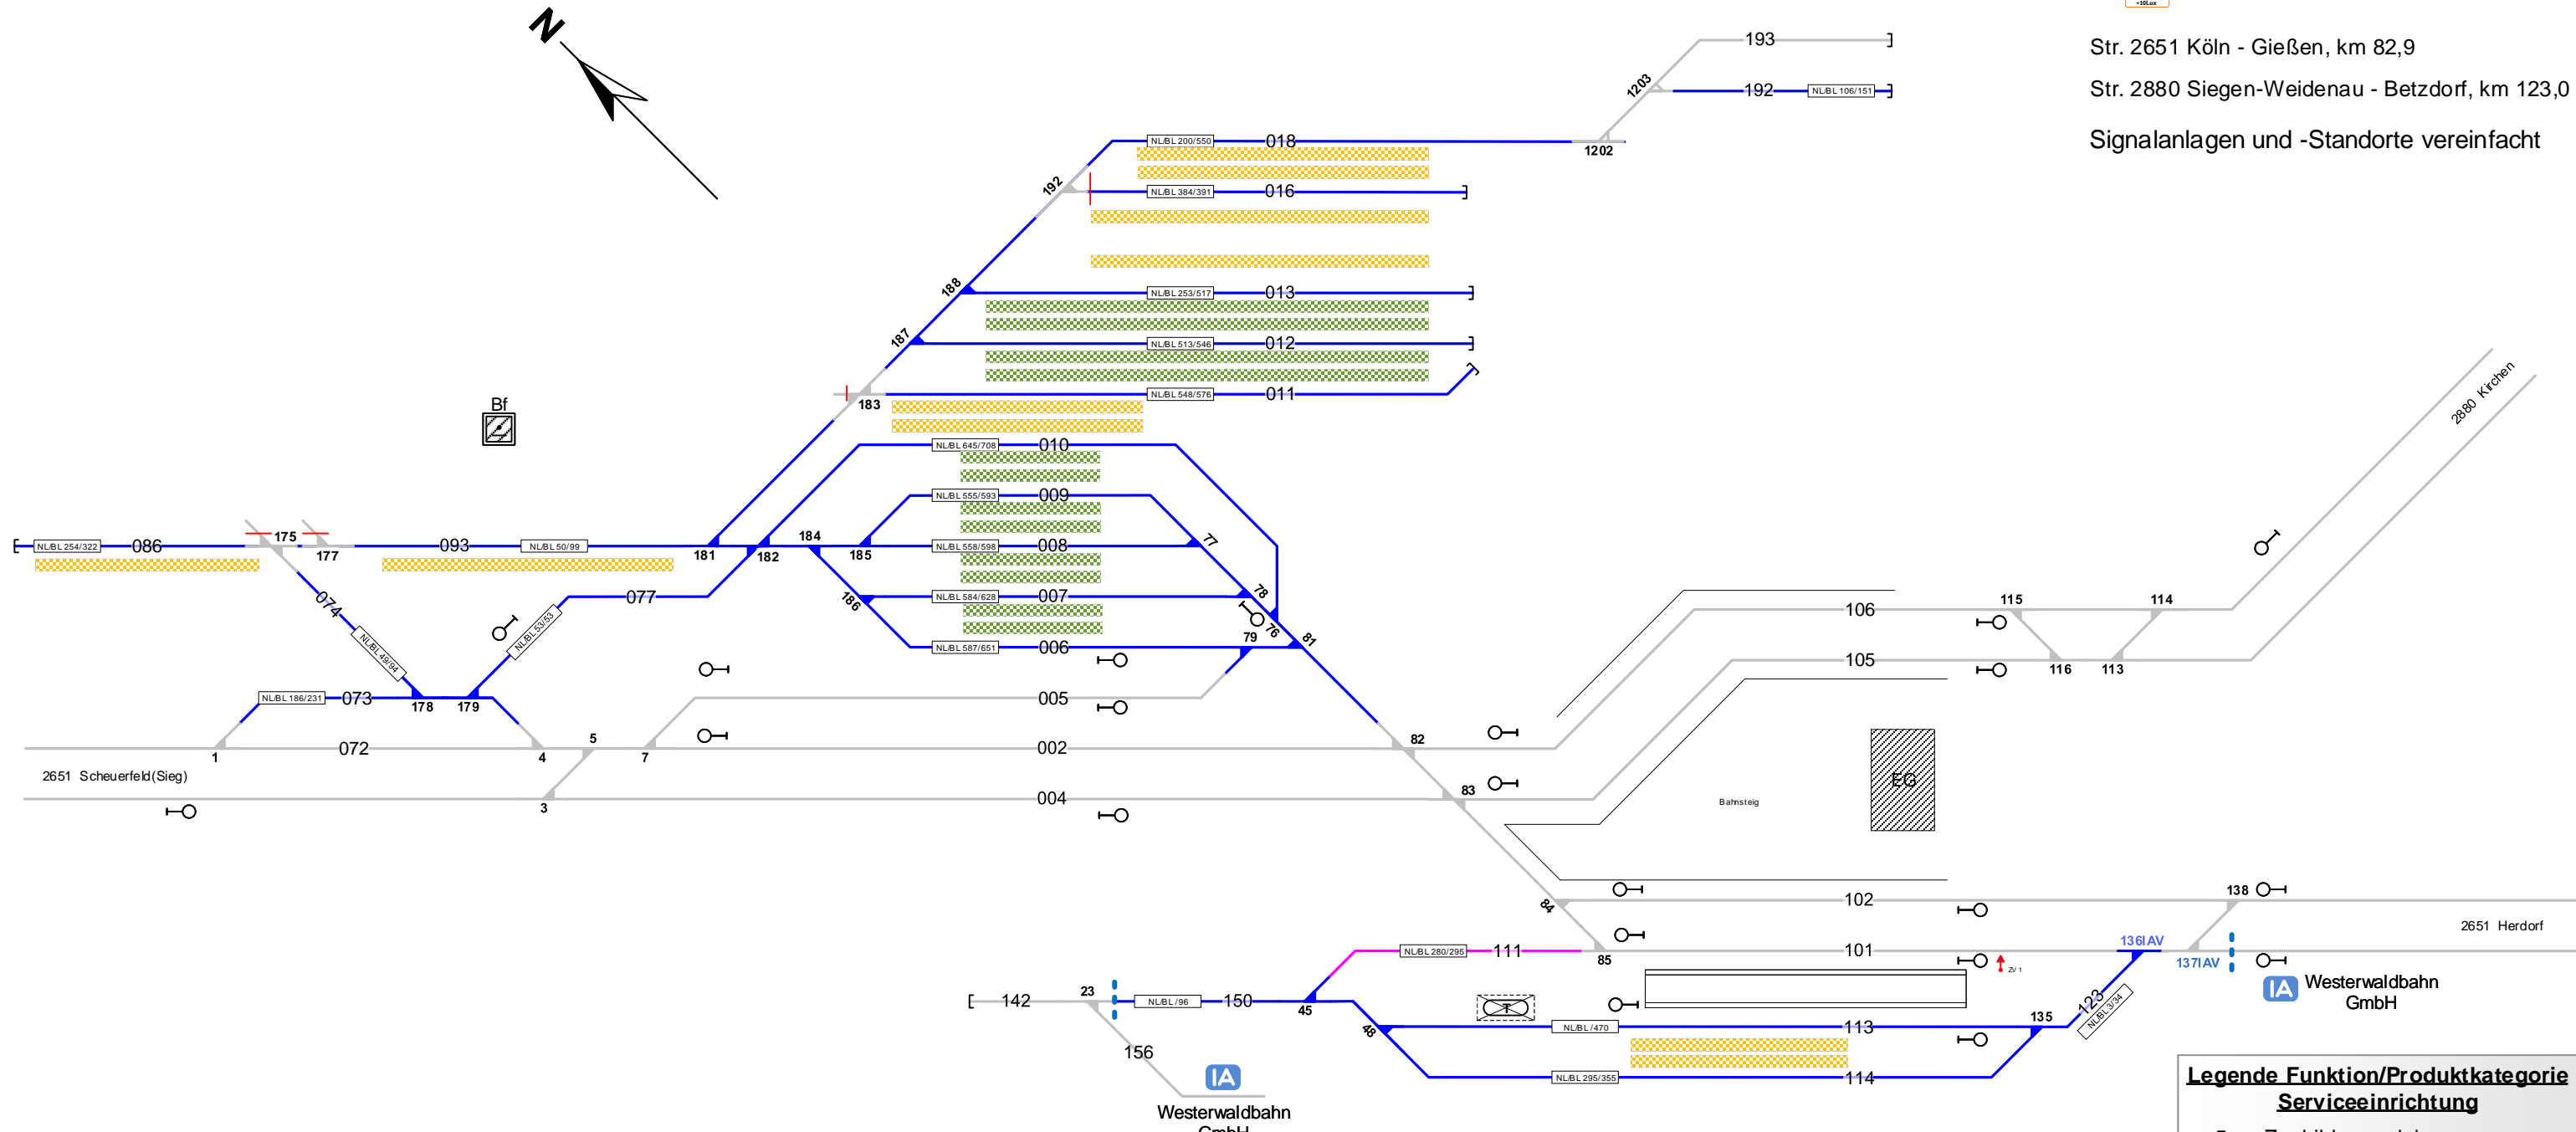 <10Lux
N
193
Str. 2651 Köln - Gießen, km 82,9
1203
192
NL/BL 106/151
Str. 2880 Siegen-Weidenau - Betzdorf, km 123,0
NL/BL 200/550
018
1202
Signalanlagen und -Standorte vereinfacht
192
NL/BL 384/391
016
188
NL/BL 253/517
013
187
NL/BL 513/546
012
183
NL/BL 548/576
011
2880 Kirchen
Bf
NL/BL 645/708
010
NL/BL 555/593
009
NL/BL 254/322
086
175
177
093
NL/BL 50/99
181
182
184
185
NL/BL 558/598
008
77
074
NL/BL 49/94
NL/BL 53/53
077
186
NL/BL 584/628
007
78
76
79
81
NL/BL 587/651
006
106
115
114
105
116
113
NL/BL 186/231
073
178
179
005
1
072
4
5
7
002
82
2651 Scheuerfeld(Sieg)
3
004
83
Bahnsteig
EG
84
102
138
2651 Herdorf
NL/BL 280/295
111
85
101
136IAV
137IAV
ZV 1
IA
Westerwaldbahn
GmbH
142
23
NL/BL /96
150
45
T
123
NL/BL 3/34
48
NL/BL /470
113
135
156
IA
Westerwaldbahn
GmbH
NL/BL 295/355
114
Legende Funktion/Produktkategorie
Serviceeinrichtung